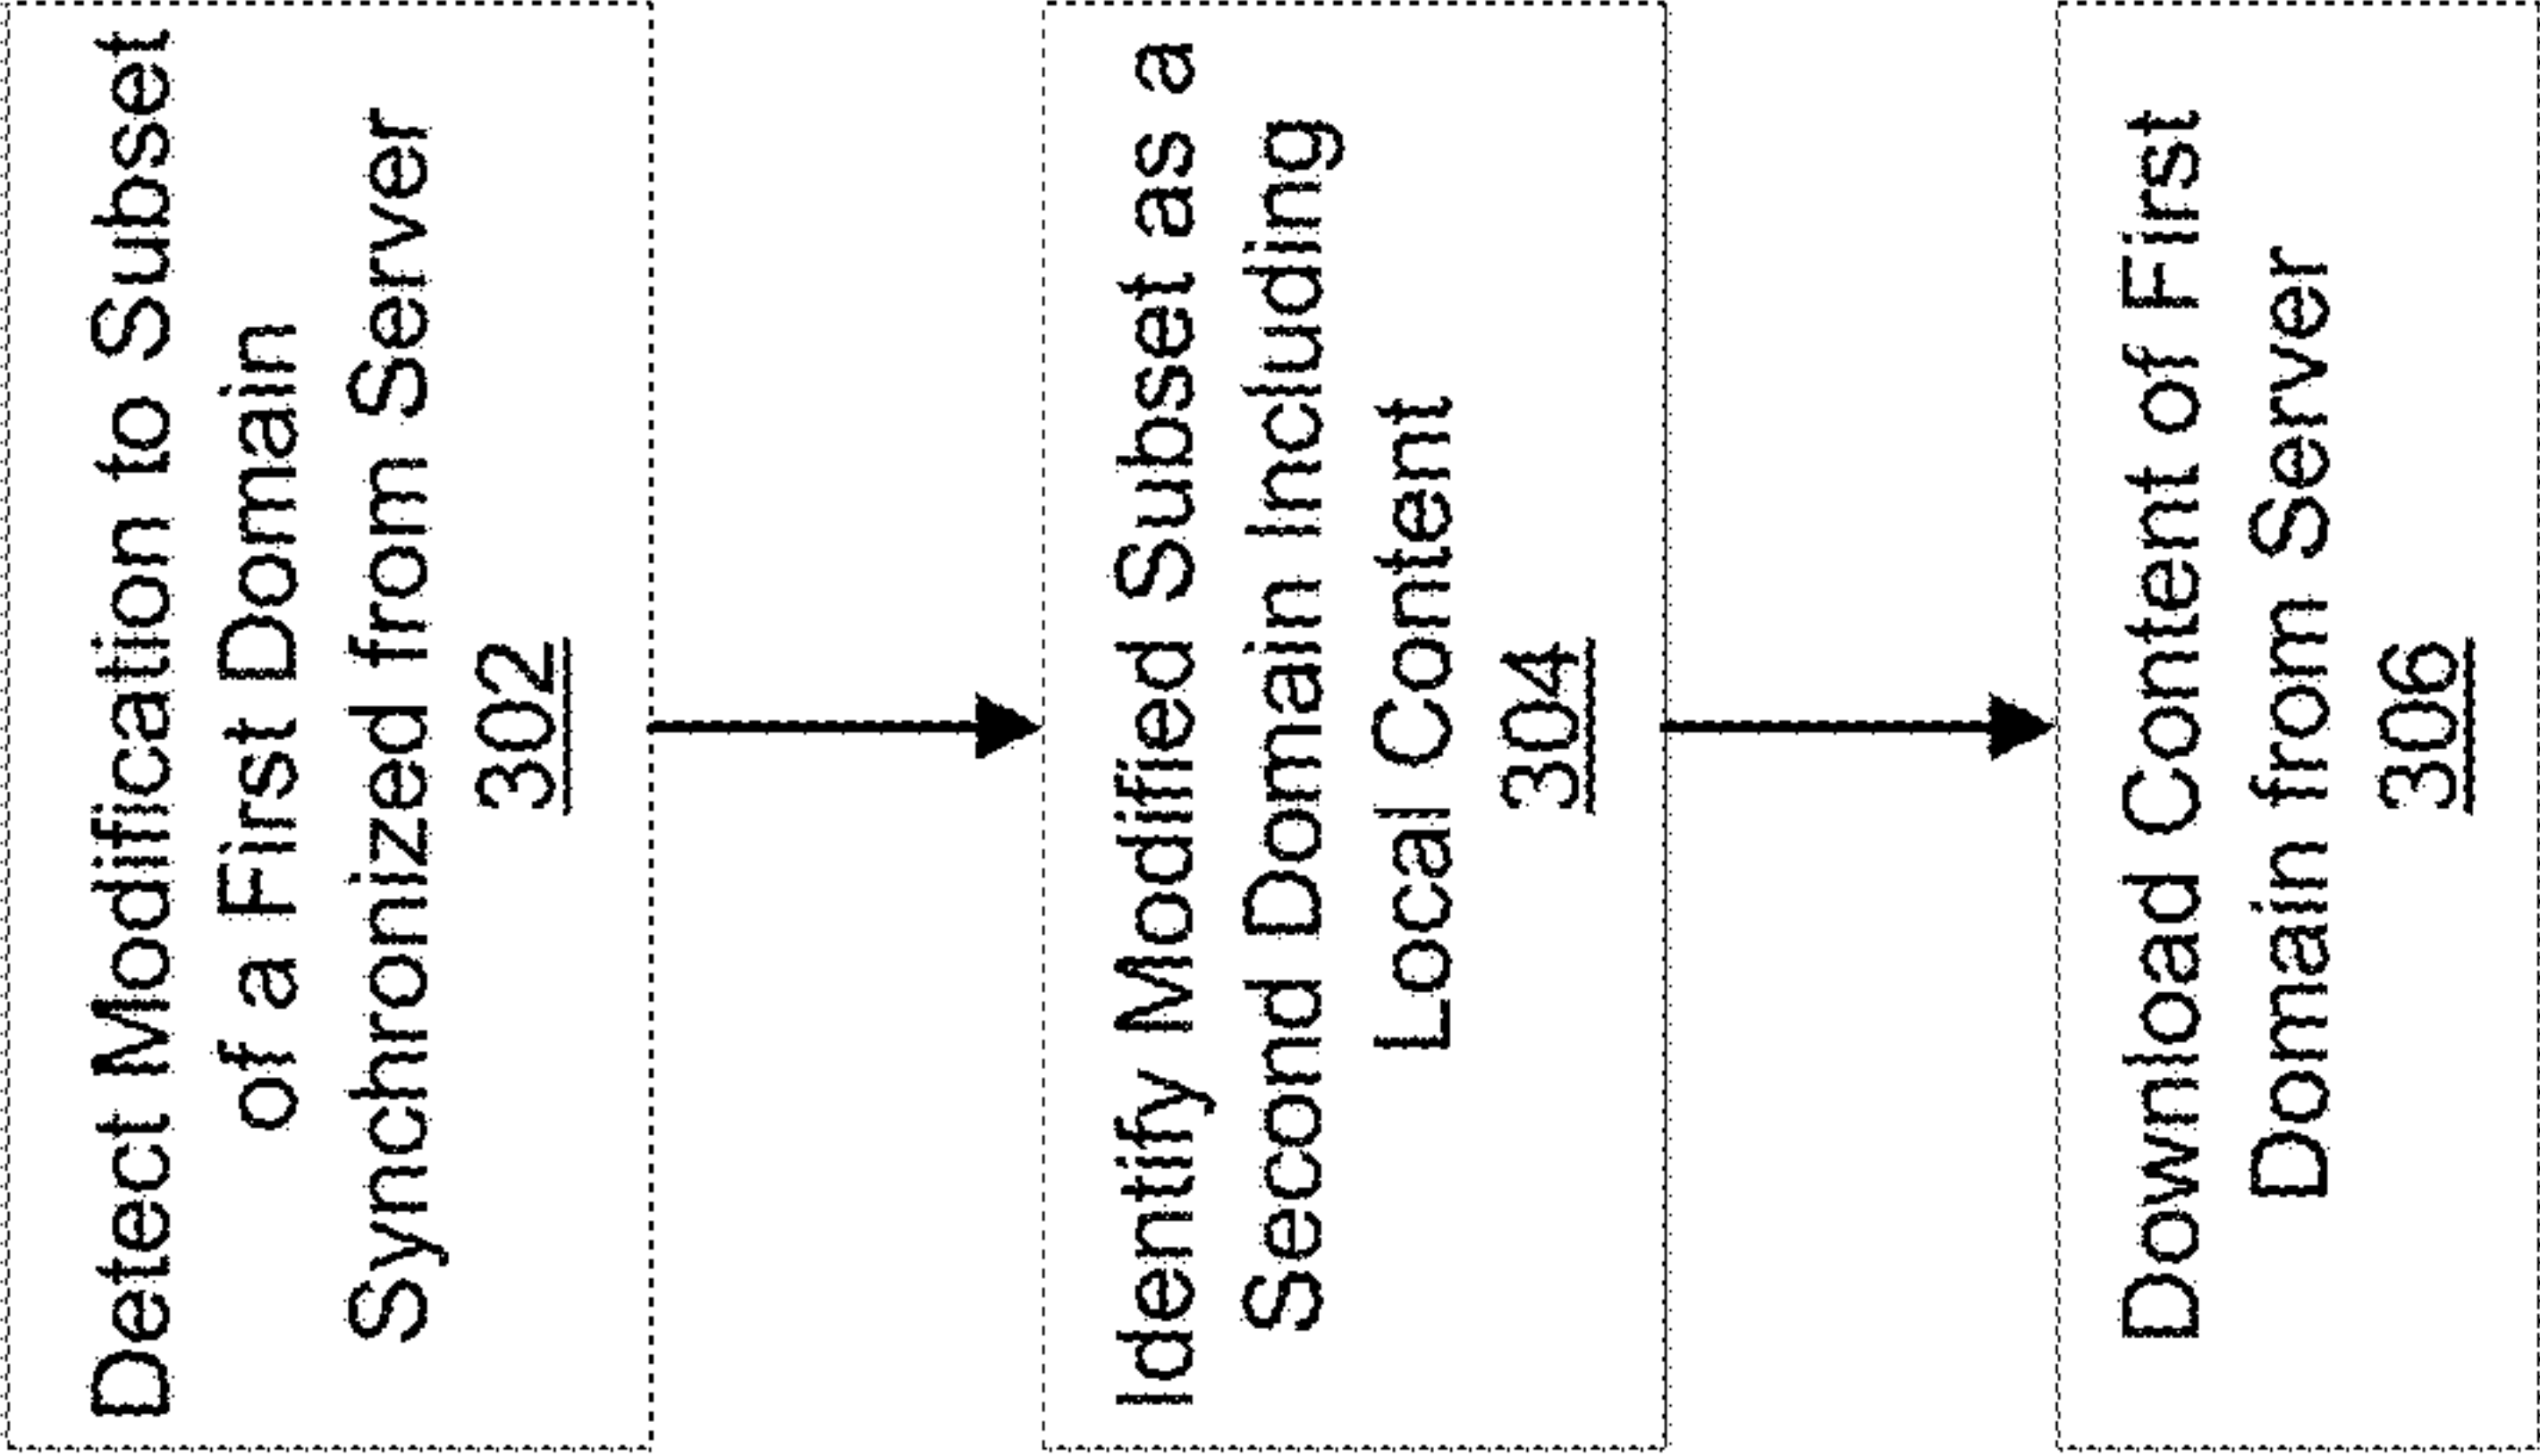 Detect Modification to Subset
of a First Domain
Synchronized from Server
302
Identify Modified Subset as a
Second Domain Including
Local Content
304
Download Content of First
Domain from Server
306